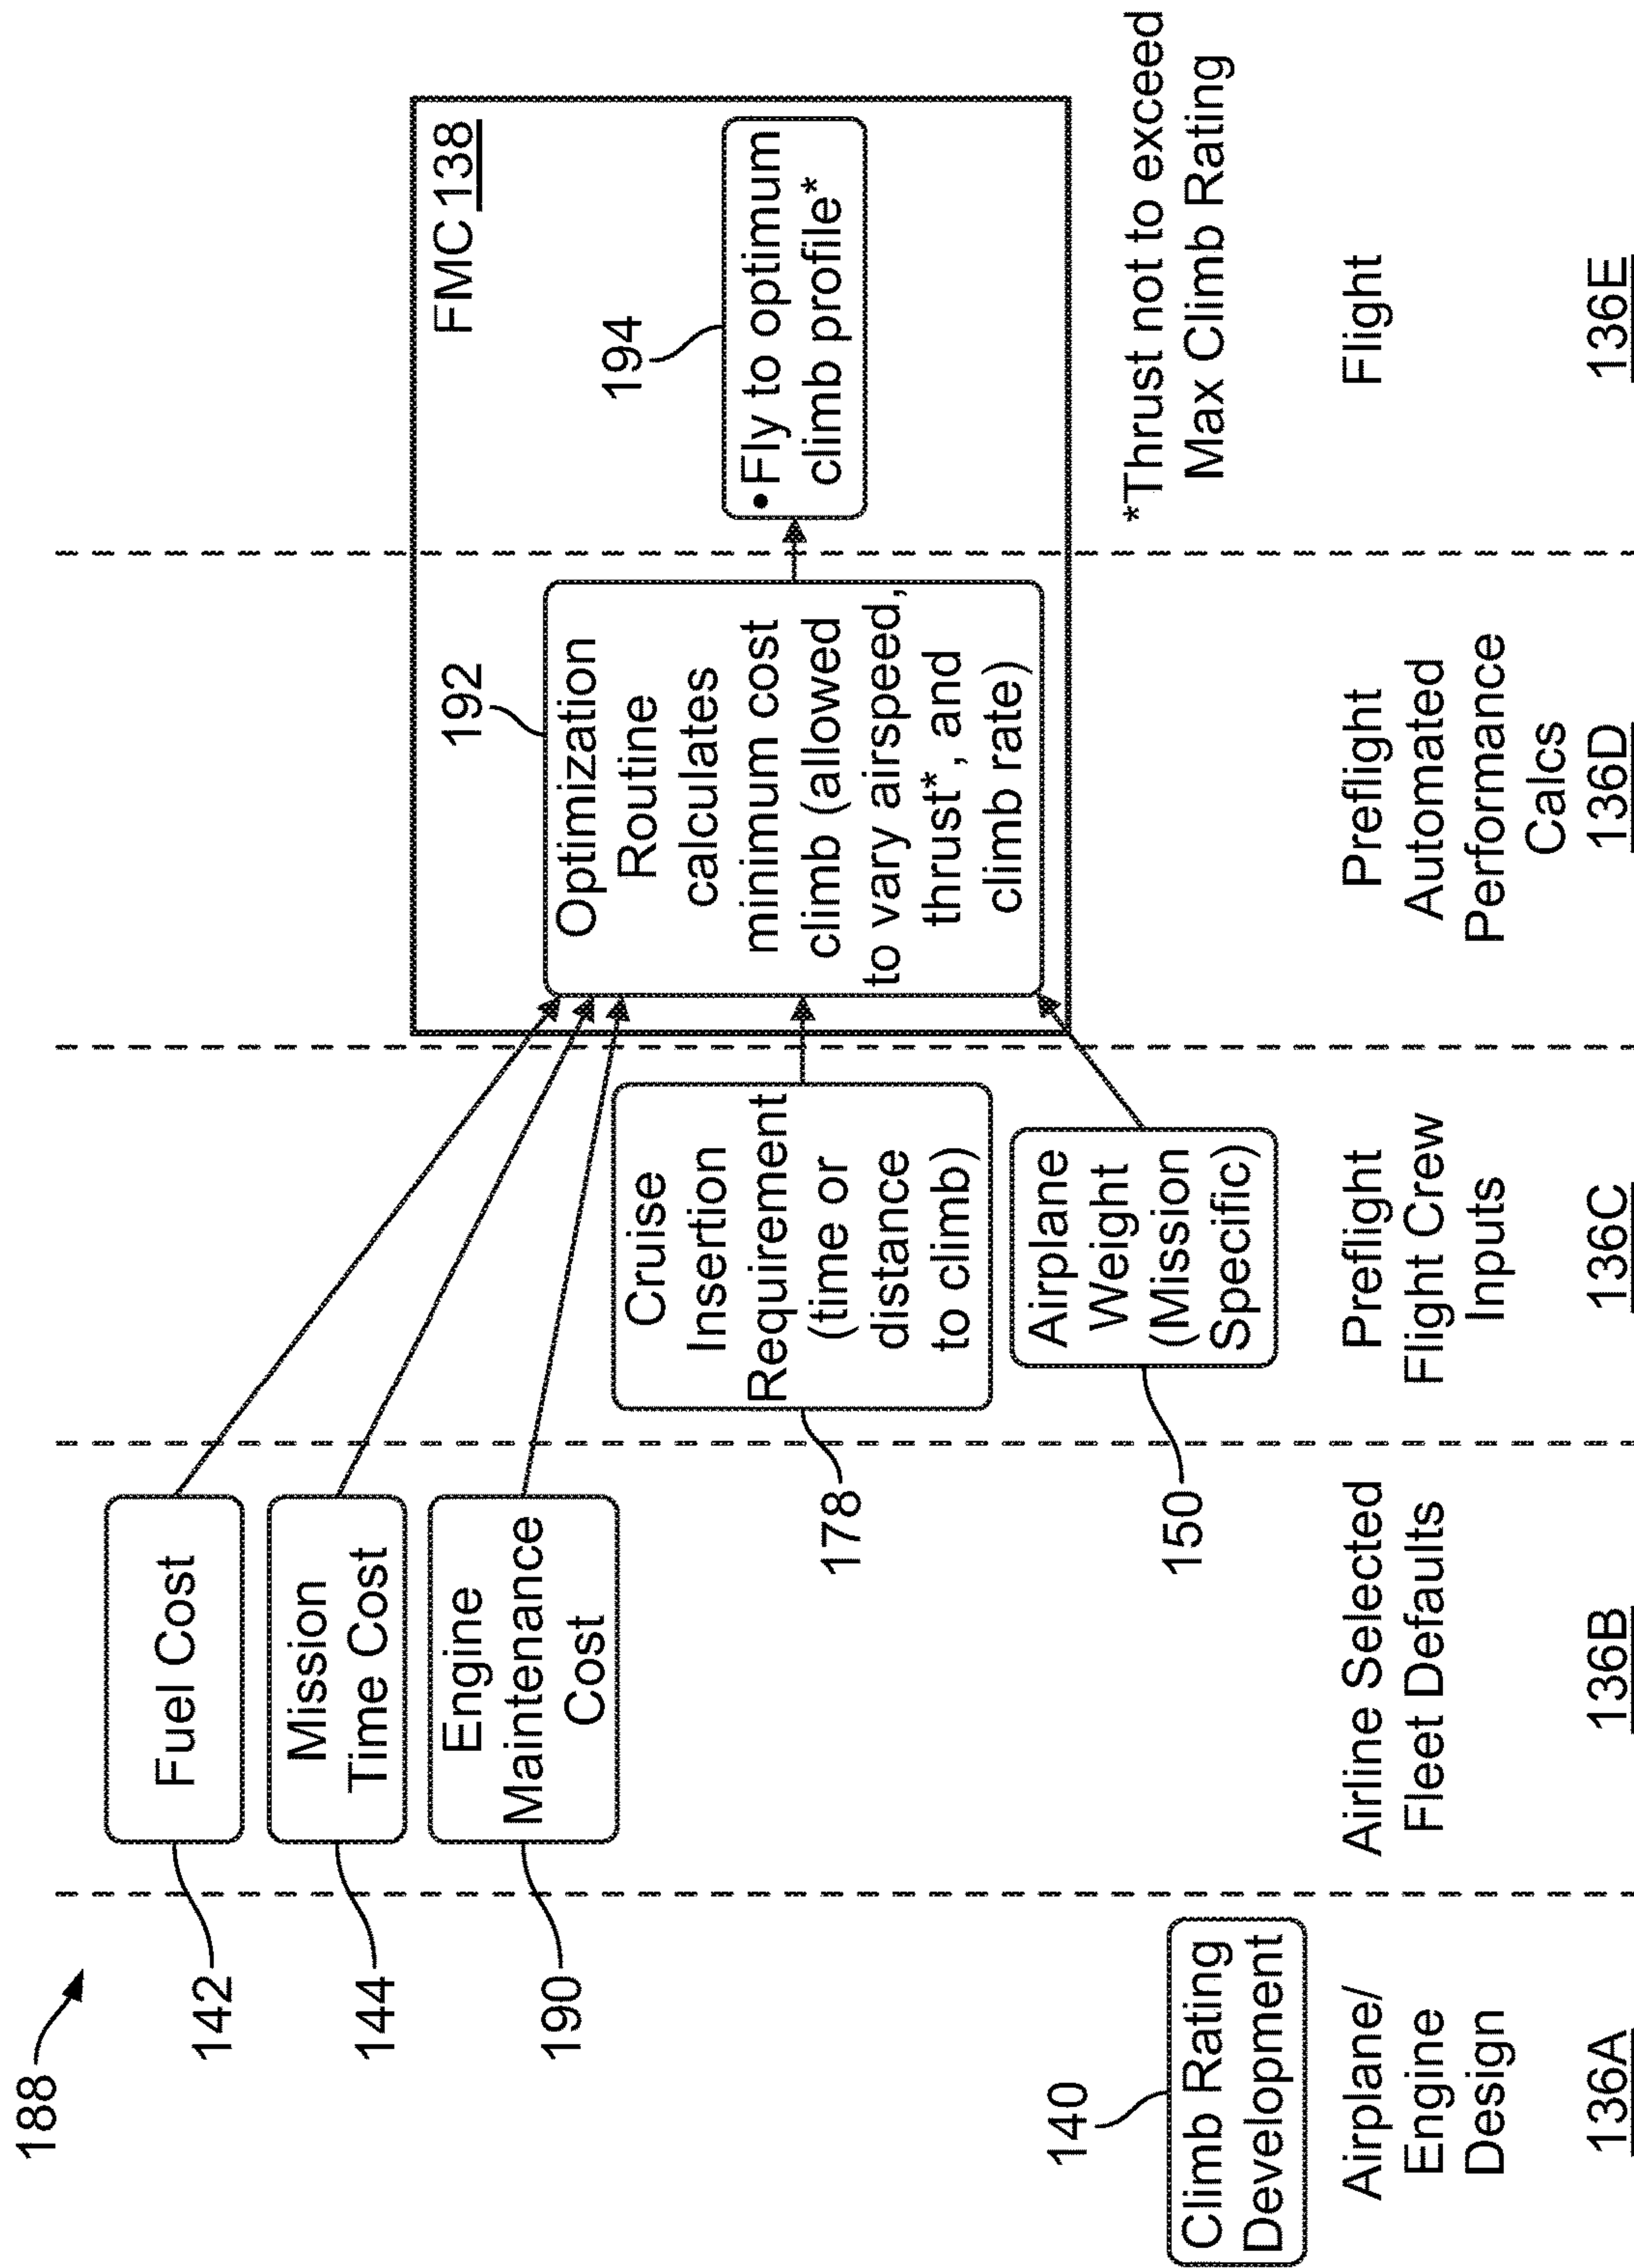 188
142
Fuel Cost
144
Mission
Time Cost
190
Engine
Maintenance
Cost
178
Cruise
Insertion
Requirement
(time or
distance
to climb)
150
Airplane
Weight
(Mission
Specific)
FMC 138
192
Optimization
Routine
calculates
minimum cost
climb (allowed
to vary airspeed,
thrust*, and
climb rate)
194
•Fly to optimum
climb profile*
*Thrust not to exceed
Max Climb Rating
140
Climb Rating
Development
Airplane/
Engine
Design
136A
Airline Selected
Fleet Defaults
136B
Preflight
Flight Crew
Inputs
136C
Preflight
Automated
Performance
Calcs
136D
Flight
136E